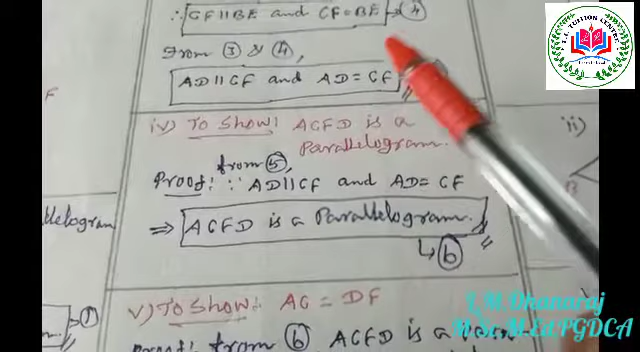 ∴ CF || BE and CF = BE → ④
From ③ & ④,
AD || CF and AD = CF
iv) To show: ACFD is a
Parallelogram.
from ⑤,
Proof: ∵ AD || CF and AD = CF
⇒ ACFD is a Parallelogram.
↳ ⑥
v) To show: AC = DF
Proof: from ⑥ ACFD is a
F
llelogram
→ ①
ii)
B
L.M.Dhanaraj
M.Sc.M.Ed.PGDCA